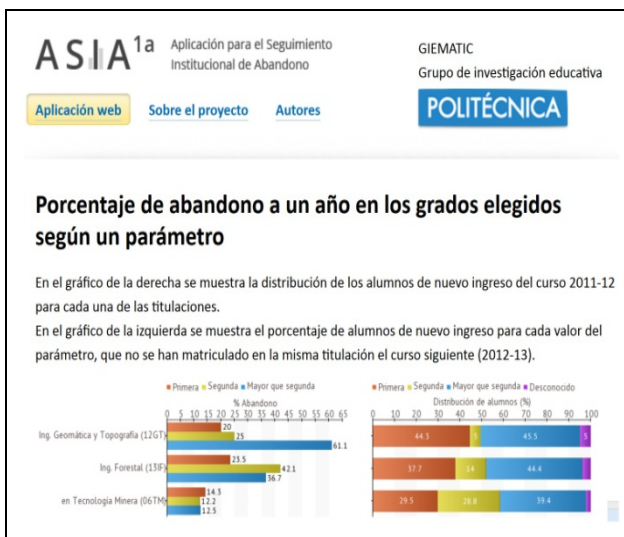 ASIA 1a
Aplicación para el Seguimiento
Institucional de Abandono
GIEMATIC
Grupo de investigación educativa
POLITÉCNICA
Aplicación web Sobre el proyecto Autores
Porcentaje de abandono a un año en los grados elegidos
según un parámetro
En el gráfico de la derecha se muestra la distribución de los alumnos de nuevo ingreso del curso 2011-12
para cada una de las titulaciones.
En el gráfico de la izquierda se muestra el porcentaje de alumnos de nuevo ingreso para cada valor del
parámetro, que no se han matriculado en la misma titulación el curso siguiente (2012-13).
Primera Segunda Mayor que segunda
% Abandono
0 5 10 15 20 25 30 35 40 45 50 55 60 65
Ing. Geomática y Topografía (12GT)
20
25
61.1
Ing. Forestal (13IF)
23.5
42.1
36.7
en Tecnología Minera (06TM)
14.3
12.2
12.5
Primera Segunda Mayor que segunda Desconocido
Distribución de alumnos (%)
0 10 20 30 40 50 60 70 80 90 100
44.3 5 45.5 5
37.7 14 44.4
29.5 28.8 39.4